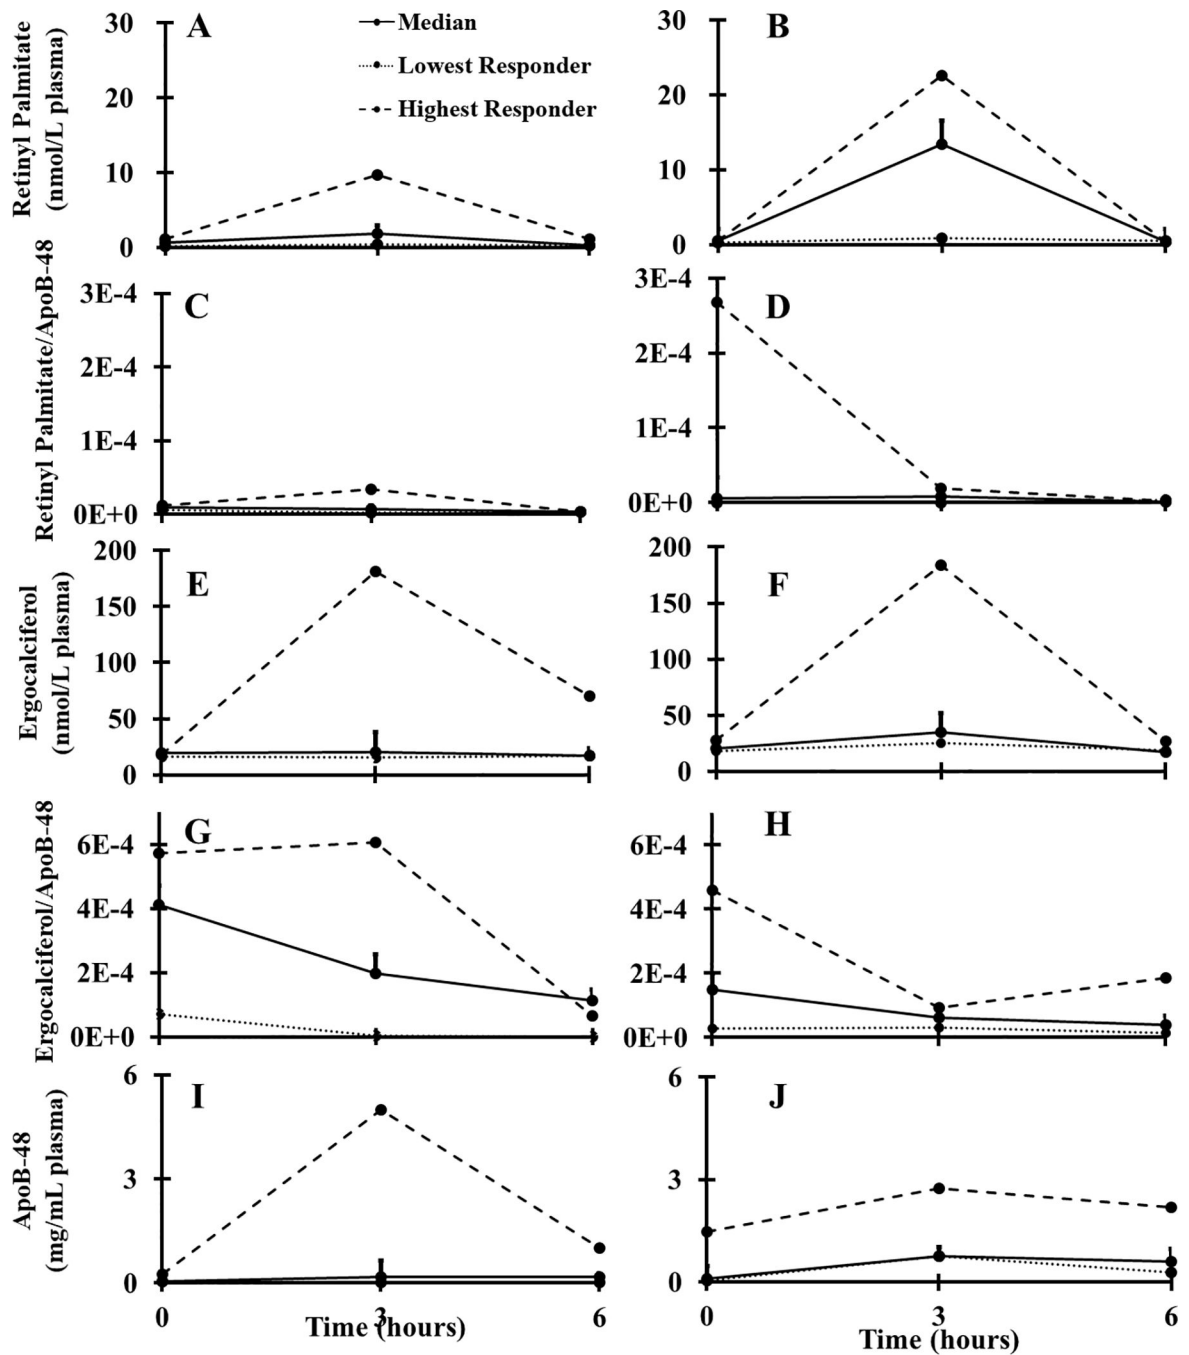 Retinyl Palmitate
(nmol/L plasma)
30
20
10
0
A
Median
Lowest Responder
Highest Responder
30
20
10
0
B
Retinyl Palmitate/ApoB-48
3E-4
2E-4
1E-4
0E+0
C
3E-4
2E-4
1E-4
0E+0
D
Ergocalciferol
(nmol/L plasma)
200
150
100
50
0
E
200
150
100
50
0
F
Ergocalciferol/ApoB-48
6E-4
4E-4
2E-4
0E+0
G
6E-4
4E-4
2E-4
0E+0
H
ApoB-48
(mg/mL plasma)
6
3
0
I
0 3 6
Time (hours)
6
3
0
J
0 3 6
Time (hours)